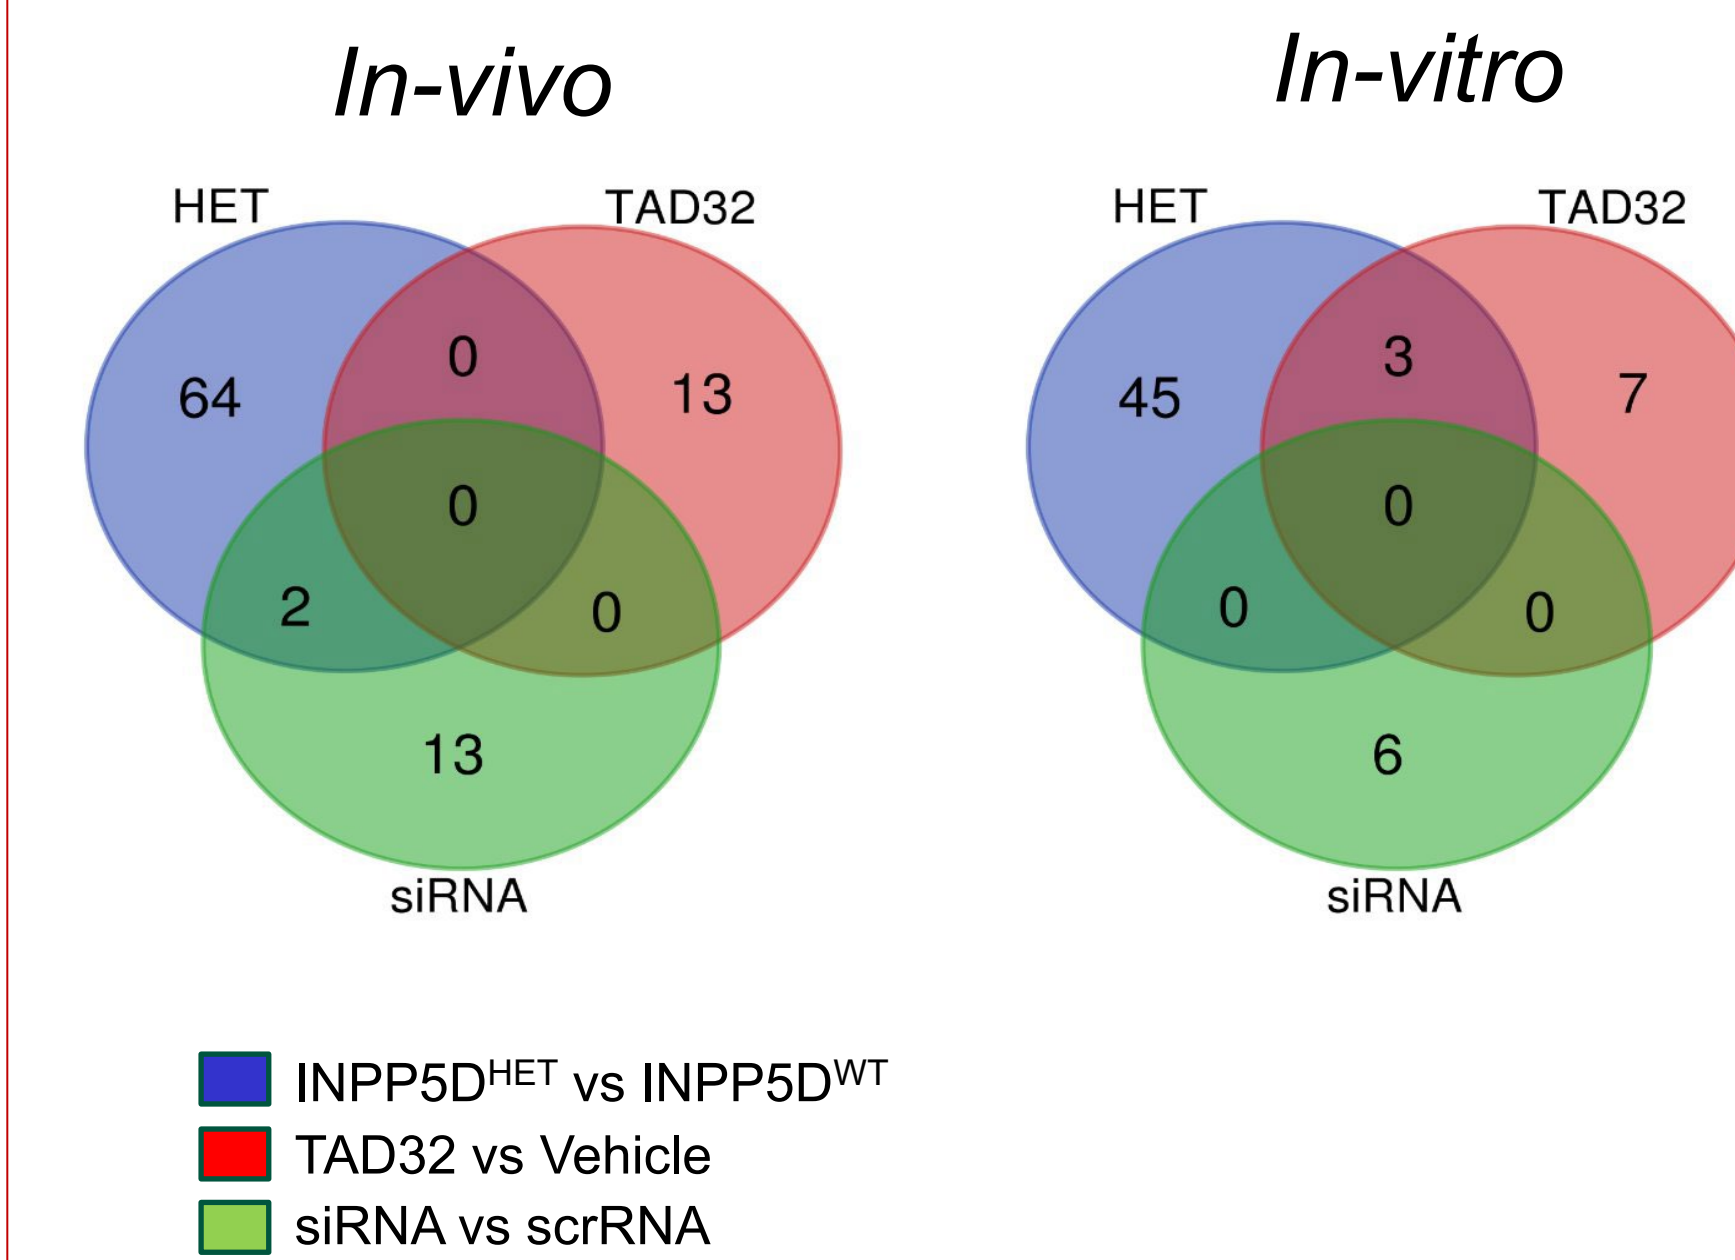 In-vivo
In-vitro
HET
TAD32
HET
TAD32
0
64
13
0
2
0
13
siRNA
3
45
7
0
0
0
6
siRNA
INPP5DHET vs INPP5DWT
TAD32 vs Vehicle
siRNA vs scrRNA